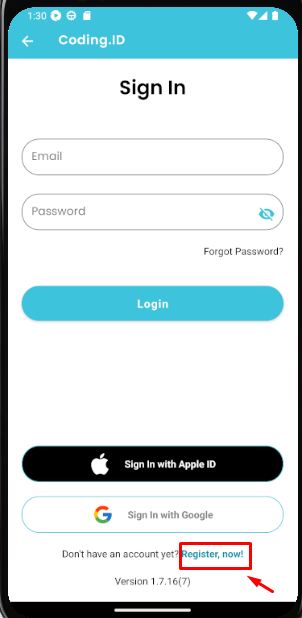 1:30
Coding.ID
Sign In
Email
Password
Forgot Password?
Login
Sign In with Apple ID
Sign In with Google
Don't have an account yet? Register, now!
Version 1.7.16(7)